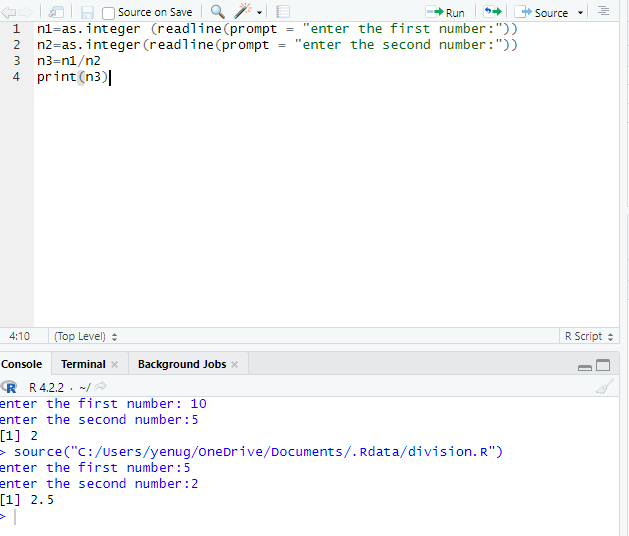 Source on Save Run Source
1 n1=as.integer (readline(prompt = "enter the first number:"))
2 n2=as.integer(readline(prompt = "enter the second number:"))
3 n3=n1/n2
4 print(n3)
4:10 (Top Level) R Script
Console Terminal Background Jobs
R R 4.2.2 · ~/
enter the first number: 10
enter the second number:5
[1] 2
> source("C:/Users/yenug/OneDrive/Documents/.Rdata/division.R")
enter the first number:5
enter the second number:2
[1] 2.5
>